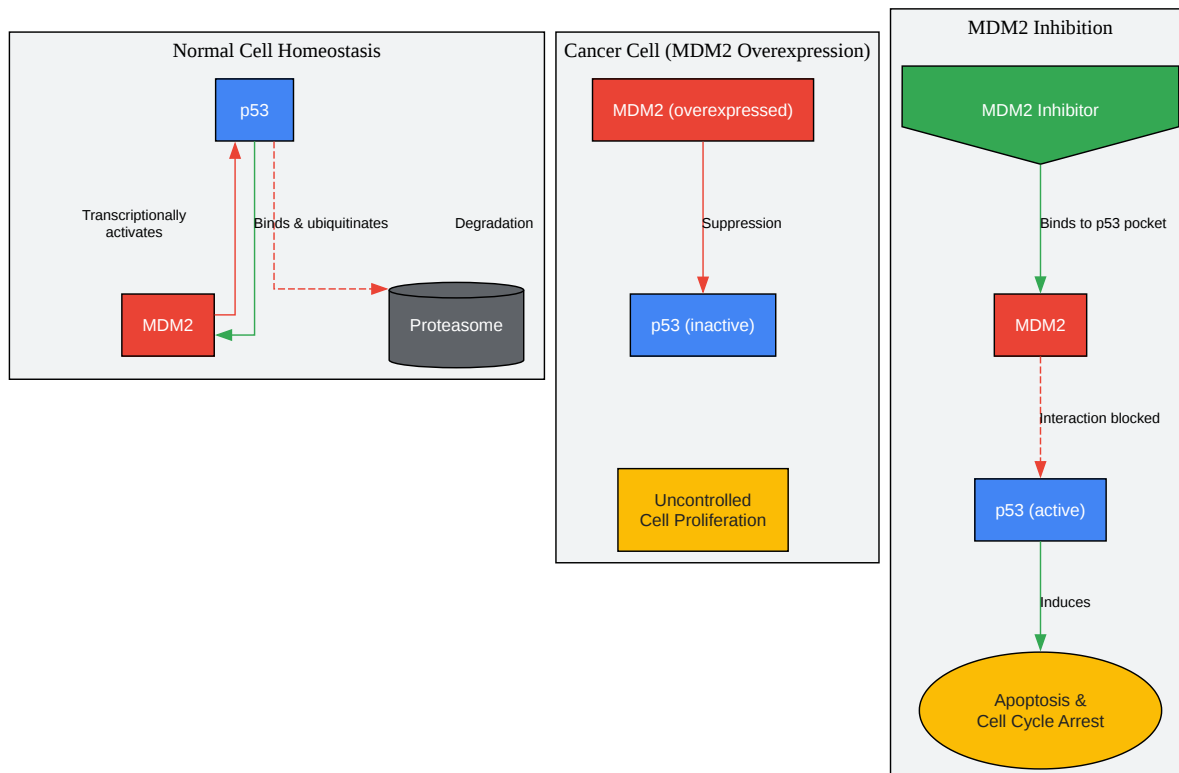 Normal Cell Homeostasis
p53
Transcriptionally
activates
Binds & ubiquitinates
Degradation
MDM2
Proteasome
Cancer Cell (MDM2 Overexpression)
MDM2 (overexpressed)
Suppression
p53 (inactive)
Uncontrolled
Cell Proliferation
MDM2 Inhibition
MDM2 Inhibitor
Binds to p53 pocket
MDM2
Interaction blocked
p53 (active)
Induces
Apoptosis &
Cell Cycle Arrest